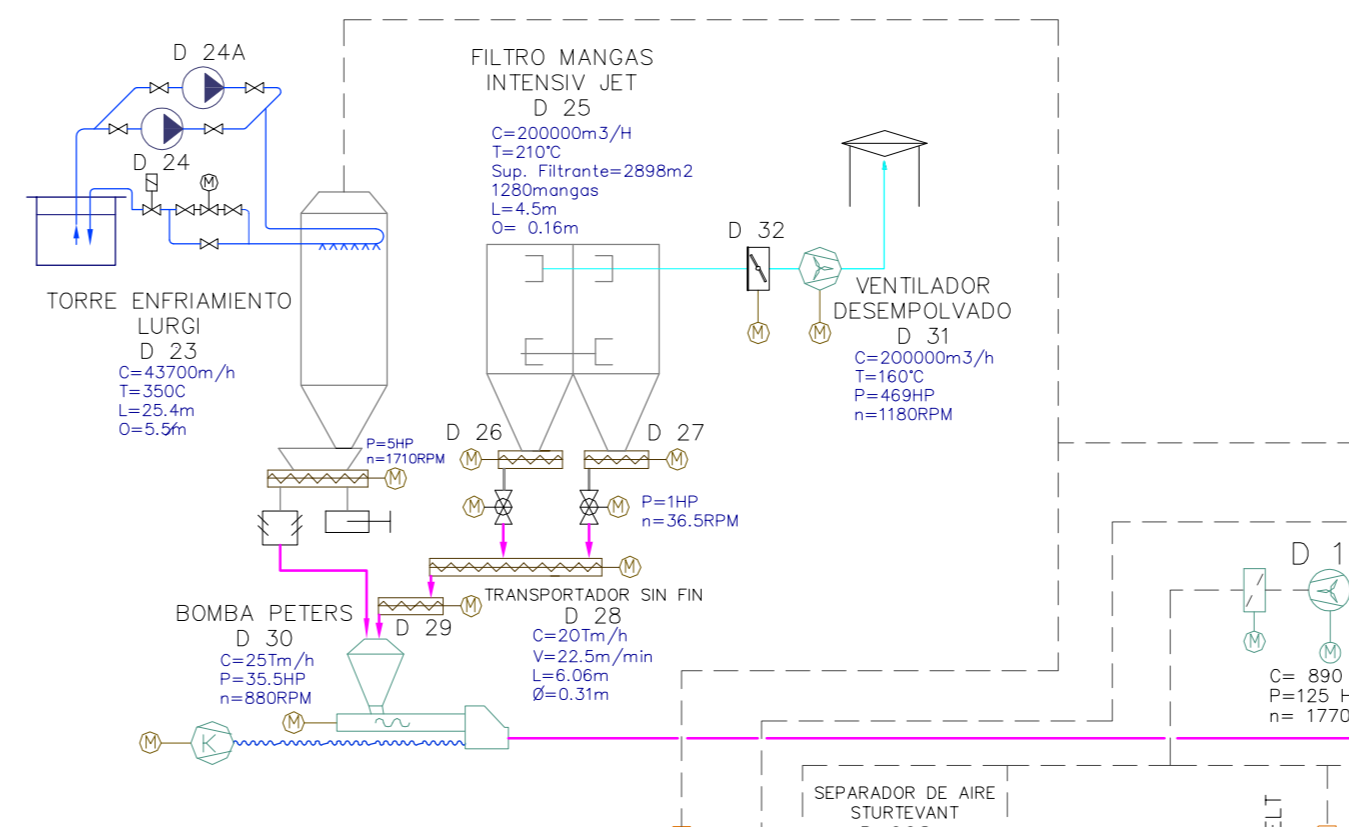 D 24A
D 24
M
TORRE ENFRIAMIENTO
LURGI
D 23
C=43700m/h
T=350C
L=25.4m
O=5.5m
P=5HP
n=1710RPM
M
FILTRO MANGAS
INTENSIV JET
D 25
C=200000m3/H
T=210°C
Sup. Filtrante=2898m2
1280mangas
L=4.5m
O= 0.16m
D 32
M
M
VENTILADOR
DESEMPOLVADO
D 31
C=200000m3/h
T=160°C
P=469HP
n=1180RPM
D 26
M
D 27
M
M
M
P=1HP
n=36.5RPM
M
TRANSPORTADOR SIN FIN
D 28
C=20Tm/h
V=22.5m/min
L=6.06m
Ø=0.31m
M
D 29
BOMBA PETERS
D 30
C=25Tm/h
P=35.5HP
n=880RPM
M
M
K
D 1
M
M
C= 890
P=125 H
n= 1770
SEPARADOR DE AIRE
STURTEVANT
ELT